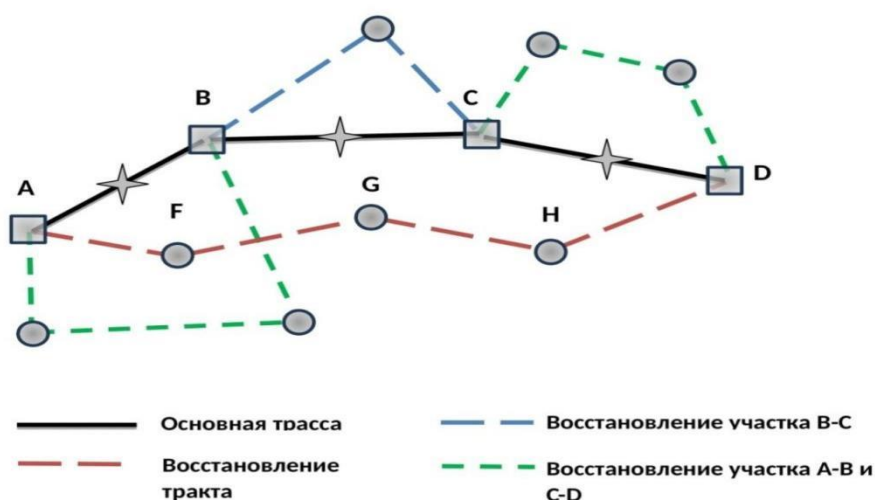 B
C
A
D
F
G
H
Основная трасса
Восстановление участка B-C
Восстановление
тракта
Восстановление участка A-B и
C-D